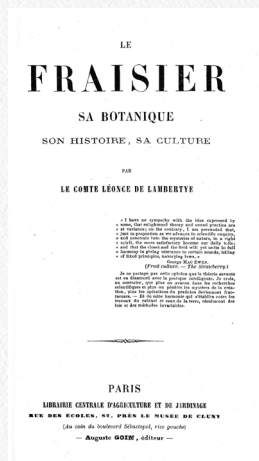 LE
FRAISIER
SA BOTANIQUE
SON HISTOIRE, SA CULTURE
PAR
LE COMTE LÉONCE DE LAMBERTYE
« I have no sympathy with the idea expressed by
« some, that enlightened theory and sound practice are
« at variance; on the contrary, I am persuaded that,
« just in proportion as we advance in scientific enquiry,
« and penetrate into the mysteries of nature, in a right
« spirit, the more satisfactory become our daily toils;
« and that the closet and the field will yet unite in full
« harmony in giving utterance to certain sounds, telling
« of fixed principles, unvarying laws. »
George MAC EWEN.
(Fruit culture. — The Strawberry.)
Je ne partage pas cette opinion que la théorie savante
est en désaccord avec la pratique intelligente. Je crois,
au contraire, que plus on avance dans les recherches
scientifiques et plus on pénètre les mystères de la créa-
tion, plus les opérations du praticien deviennent fruc-
tueuses. — Et de cette harmonie qui s'établira entre les
travaux du cabinet et ceux de la terre, résulteront des
lois et des méthodes invariables.
PARIS
LIBRAIRIE CENTRALE D'AGRICULTURE ET DE JARDINAGE
RUE DES ÉCOLES, 82, PRÈS LE MUSÉE DE CLUNY
(Au coin du boulevard Sébastopol, rive gauche)
— Auguste GOIN, éditeur —